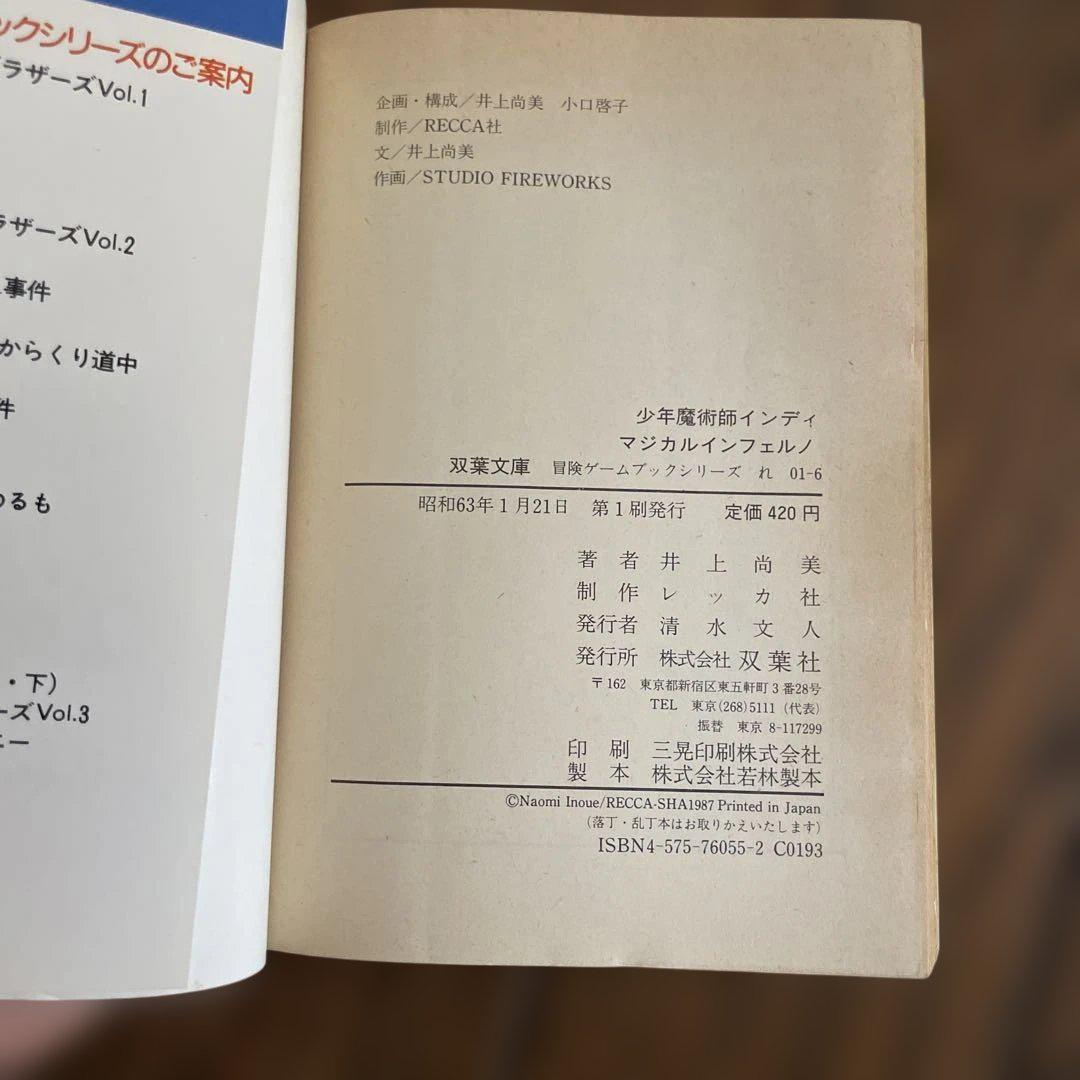 ックシリーズのご案内
ラザーズVol.1
ラザーズVol.2
事件
からくり道中
件
るも
・下）
ーズVol.3
ニー
企画・構成／井上尚美　小口啓子
制作／RECCA社
文／井上尚美
作画／STUDIO FIREWORKS
少年魔術師インディ
マジカルインフェルノ
双葉文庫　冒険ゲームブックシリーズ　れ　01-6
昭和63年1月21日　第1刷発行　定価 420 円
著者　井上尚美
制作　レッカ社
発行者　清水文人
発行所　株式会社 双葉社
〒162　東京都新宿区東五軒町3番28号
TEL　東京(268)5111（代表）
振替　東京 8-117299
印刷　三晃印刷株式会社
製本　株式会社若林製本
©Naomi Inoue/RECCA-SHA1987 Printed in Japan
（落丁・乱丁本はお取りかえいたします）
ISBN4-575-76055-2 C0193